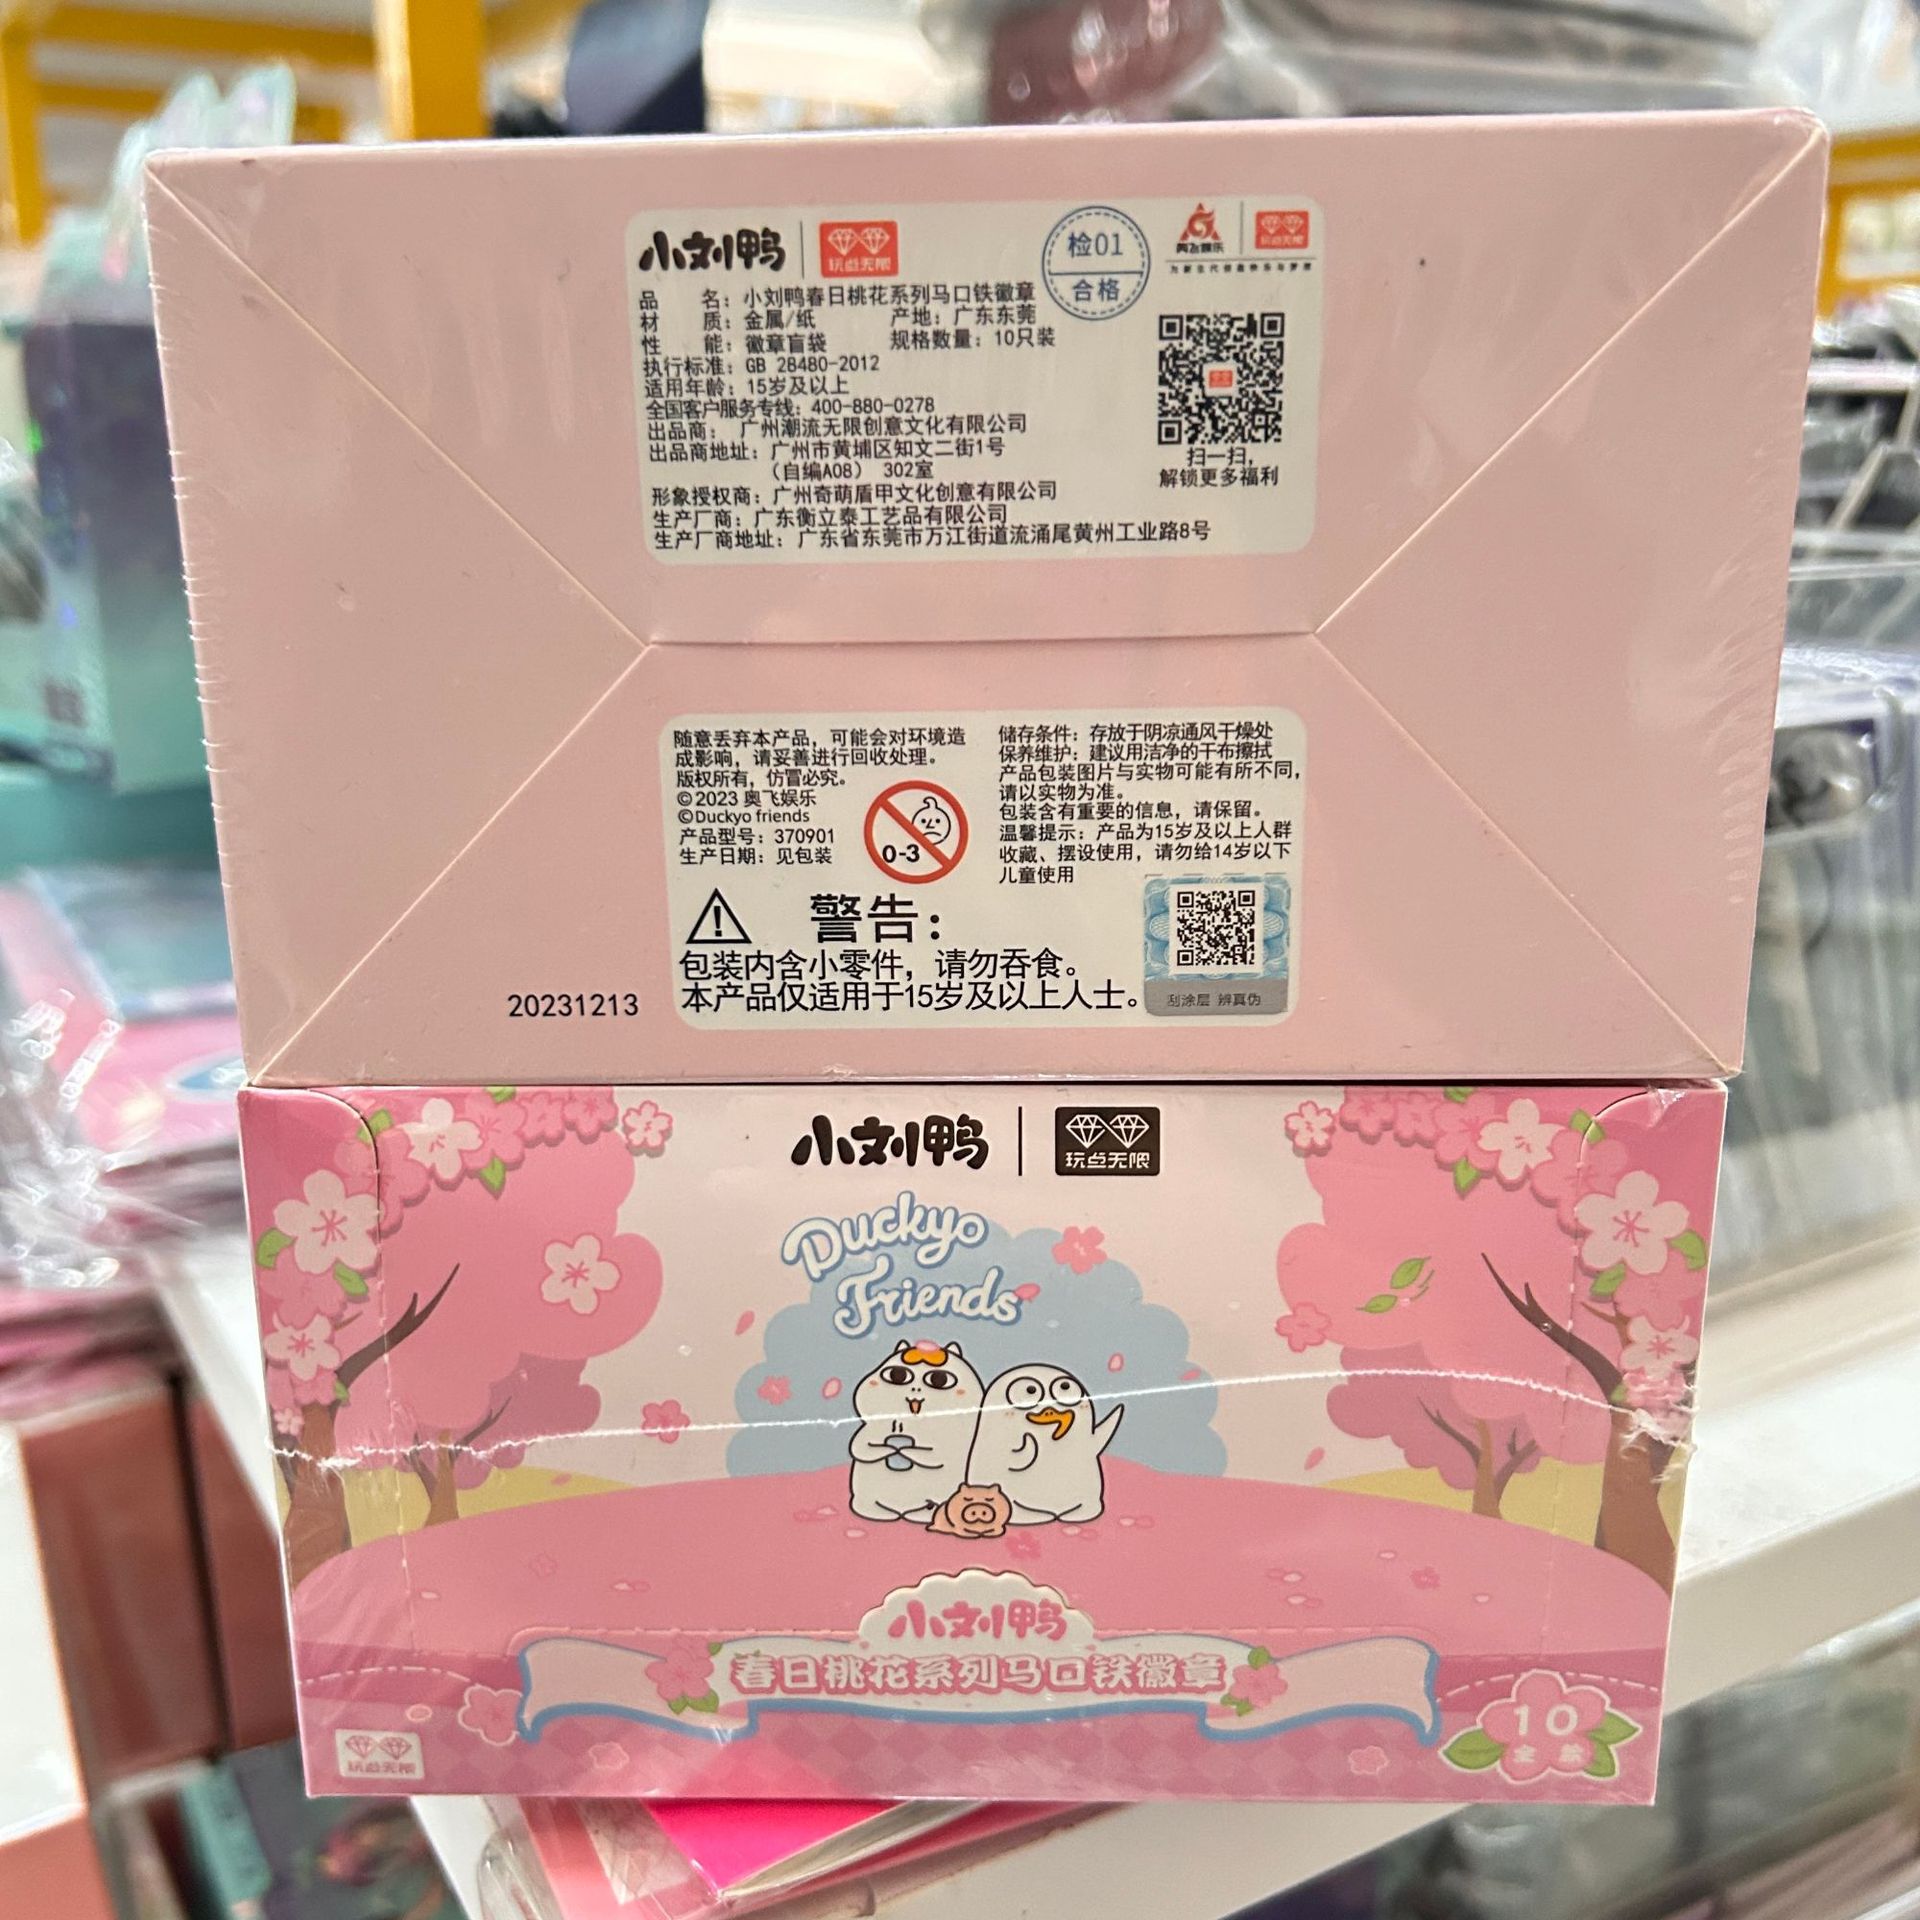 小刘鸭
玩点无限
检01
合格
奥飞娱乐
玩点无限
品 名：小刘鸭春日桃花系列马口铁徽章
材 质：金属/纸 产地：广东东莞
性 能：徽章盲袋 规格数量：10只装
执行标准：GB 28480-2012
适用年龄：15岁及以上
全国客户服务专线：400-880-0278
出品商： 广州潮流无限创意文化有限公司
出品商地址：广州市黄埔区知文二街1号
（自编A08） 302室
形象授权商：广州奇萌盾甲文化创意有限公司
生产厂商：广东衡立泰工艺品有限公司
生产厂商地址：广东省东莞市万江街道流涌尾黄州工业路8号
扫一扫，
解锁更多福利
随意丢弃本产品，可能会对环境造
成影响，请妥善进行回收处理。
版权所有，仿冒必究。
©2023 奥飞娱乐
©Duckyo friends
产品型号：370901
生产日期：见包装
0-3
储存条件：存放于阴凉通风干燥处
保养维护：建议用洁净的干布擦拭
产品包装图片与实物可能有所不同，
请以实物为准。
包装含有重要的信息，请保留。
温馨提示：产品为15岁及以上人群
收藏、摆设使用，请勿给14岁以下
儿童使用
警告：
包装内含小零件，请勿吞食。
本产品仅适用于15岁及以上人士。
刮涂层 辨真伪
20231213
小刘鸭
玩点无限
Duckyo
Friends
小刘鸭
春日桃花系列马口铁徽章
玩点无限
10
全款